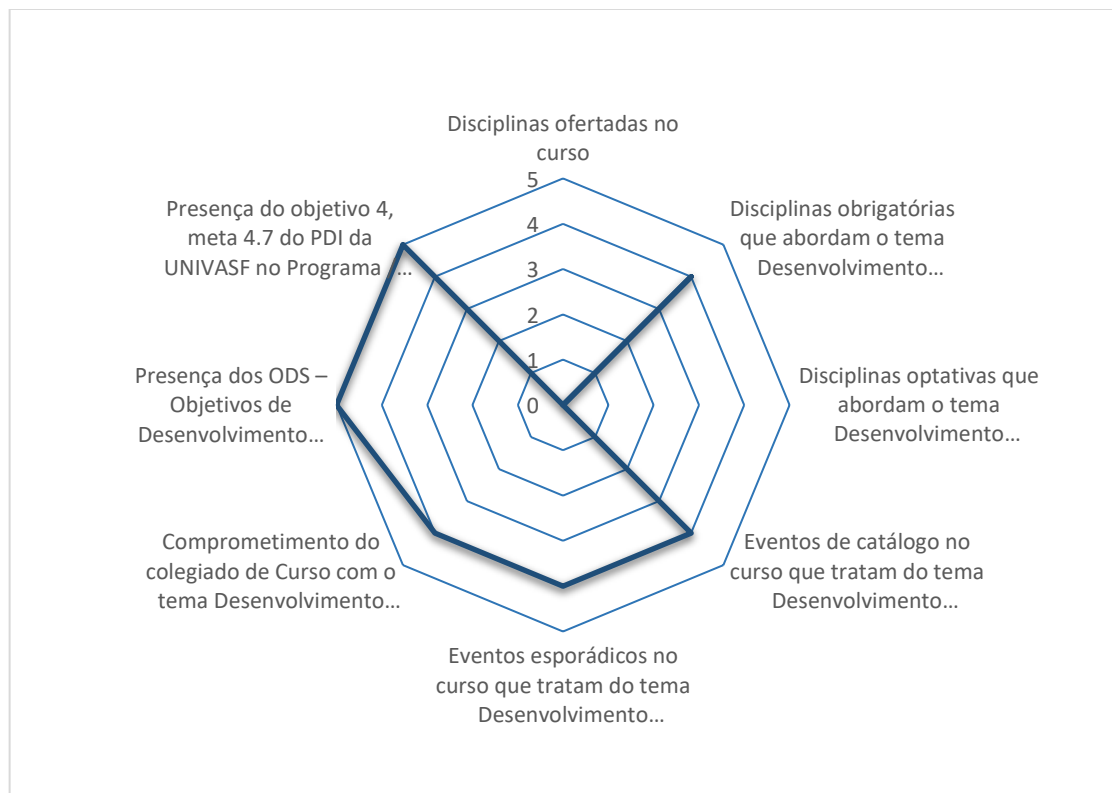 Disciplinas ofertadas no
curso
5
4
3
2
1
0
Disciplinas obrigatórias
que abordam o tema
Desenvolvimento...
Disciplinas optativas que
abordam o tema
Desenvolvimento...
Eventos de catálogo no
curso que tratam do tema
Desenvolvimento...
Eventos esporádicos no
curso que tratam do tema
Desenvolvimento...
Comprometimento do
colegiado de Curso com o
tema Desenvolvimento...
Presença dos ODS –
Objetivos de
Desenvolvimento...
Presença do objetivo 4,
meta 4.7 do PDI da
UNIVASF no Programa ...